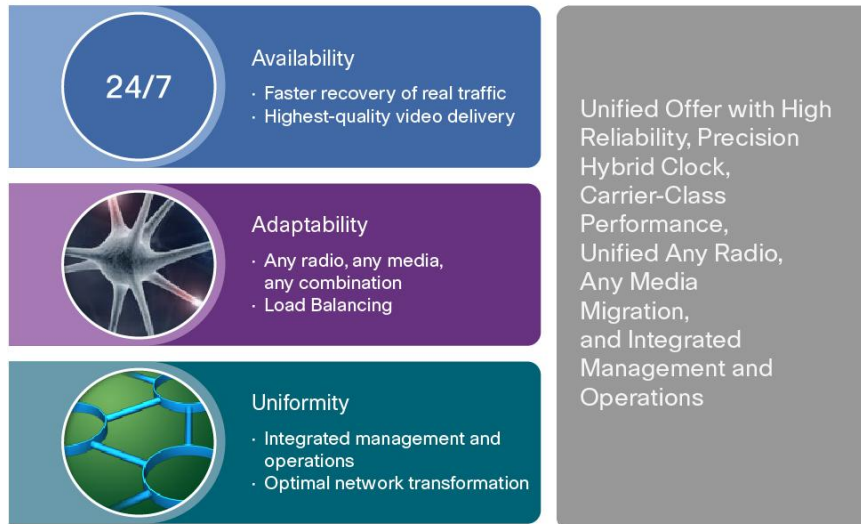 24/7
Availability
· Faster recovery of real traffic
· Highest-quality video delivery
Adaptability
· Any radio, any media,
any combination
· Load Balancing
Uniformity
· Integrated management and
operations
· Optimal network transformation
Unified Offer with High
Reliability, Precision
Hybrid Clock,
Carrier-Class
Performance,
Unified Any Radio,
Any Media
Migration,
and Integrated
Management and
Operations